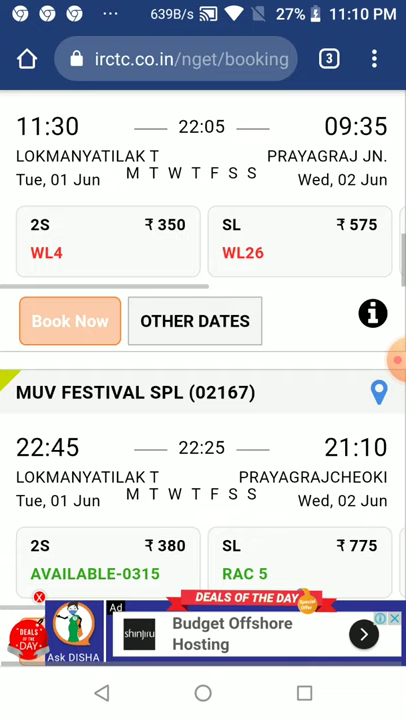 639B/s 27% 11:10 PM
irctc.co.in/nget/booking 3
11:30 22:05 09:35
LOKMANYATILAK T PRAYAGRAJ JN.
Tue, 01 Jun M T W T F S S Wed, 02 Jun
2S ₹ 350 SL ₹ 575
WL4 WL26
Book Now OTHER DATES
MUV FESTIVAL SPL (02167)
22:45 22:25 21:10
LOKMANYATILAK T PRAYAGRAJCHEOKI
Tue, 01 Jun M T W T F S S Wed, 02 Jun
2S ₹ 380 SL ₹ 775
AVAILABLE-0315 RAC 5
DEALS OF THE DAY Special Offer
Ad
Budget Offshore
Hosting
shinjiru
DEALS
OF THE
DAY
Ask DISHA